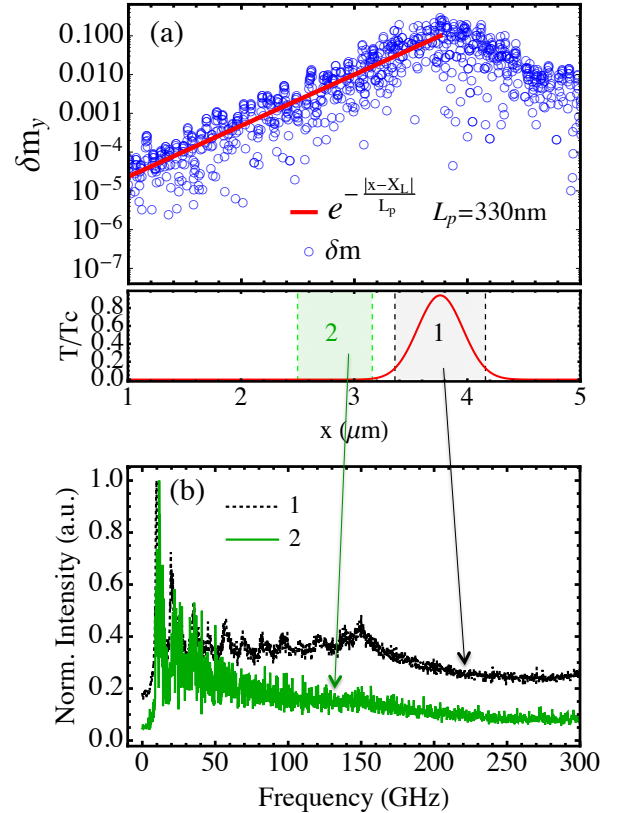 (a)
δm_y
0.100
0.010
0.001
10^-4
10^-5
10^-6
10^-7
e^{-|x-X_L|/L_p} L_p=330nm
δm
T/Tc
0.8
0.6
0.4
0.2
0.0
2
1
1 2 3 4 5
x (μm)
(b)
1
2
Norm. Intensity (a.u.)
1.0
0.8
0.6
0.4
0.2
0.0
0 50 100 150 200 250 300
Frequency (GHz)